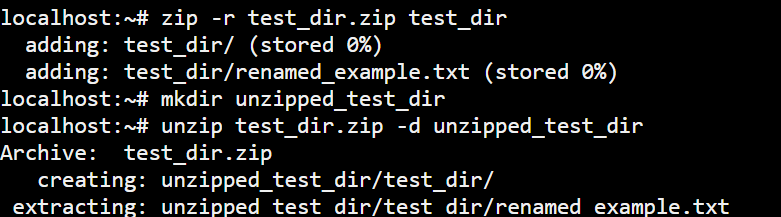 localhost:~# zip -r test_dir.zip test_dir
  adding: test_dir/ (stored 0%)
  adding: test_dir/renamed_example.txt (stored 0%)
localhost:~# mkdir unzipped_test_dir
localhost:~# unzip test_dir.zip -d unzipped_test_dir
Archive:  test_dir.zip
   creating: unzipped_test_dir/test_dir/
 extracting: unzipped_test_dir/test_dir/renamed_example.txt